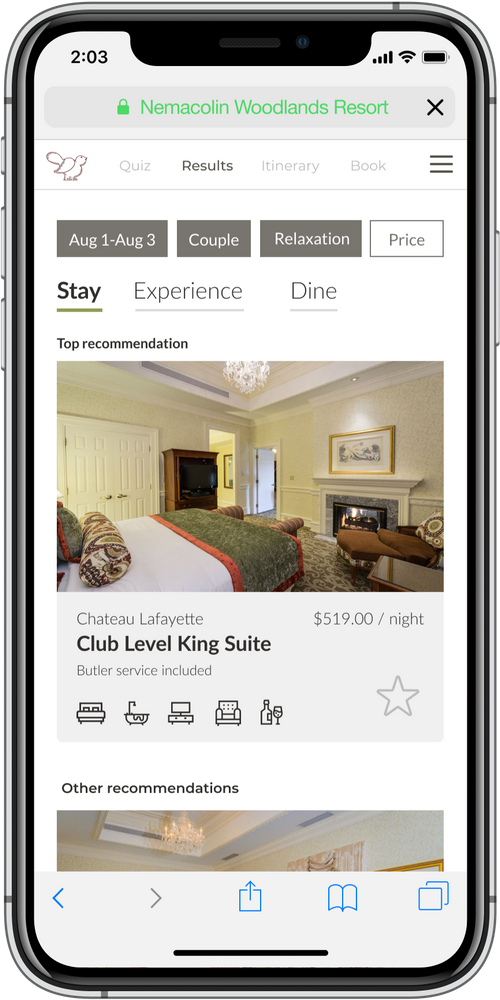 2:03
Nemacolin Woodlands Resort
Quiz Results Itinerary Book
Aug 1-Aug 3 Couple Relaxation Price
Stay Experience Dine
Top recommendation
Chateau Lafayette $519.00 / night
Club Level King Suite
Butler service included
Other recommendations